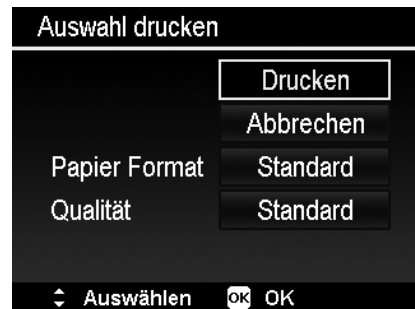 Auswahl drucken
Drucken
Abbrechen
Papier Format Standard
Qualität Standard
Auswählen OK OK